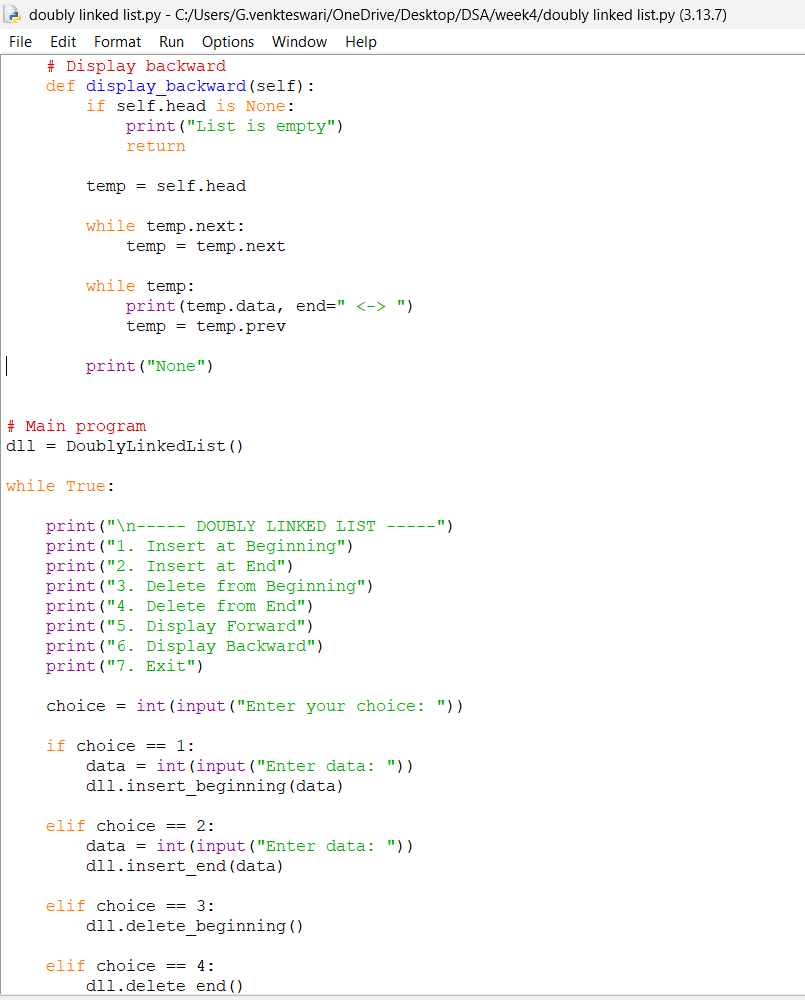 doubly linked list.py - C:/Users/G.venkteswari/OneDrive/Desktop/DSA/week4/doubly linked list.py (3.13.7)
File Edit Format Run Options Window Help
    # Display backward
    def display_backward(self):
        if self.head is None:
            print("List is empty")
            return

        temp = self.head

        while temp.next:
            temp = temp.next

        while temp:
            print(temp.data, end=" <-> ")
            temp = temp.prev

        print("None")


# Main program
dll = DoublyLinkedList()

while True:

    print("\n----- DOUBLY LINKED LIST -----")
    print("1. Insert at Beginning")
    print("2. Insert at End")
    print("3. Delete from Beginning")
    print("4. Delete from End")
    print("5. Display Forward")
    print("6. Display Backward")
    print("7. Exit")

    choice = int(input("Enter your choice: "))

    if choice == 1:
        data = int(input("Enter data: "))
        dll.insert_beginning(data)

    elif choice == 2:
        data = int(input("Enter data: "))
        dll.insert_end(data)

    elif choice == 3:
        dll.delete_beginning()

    elif choice == 4:
        dll.delete_end()